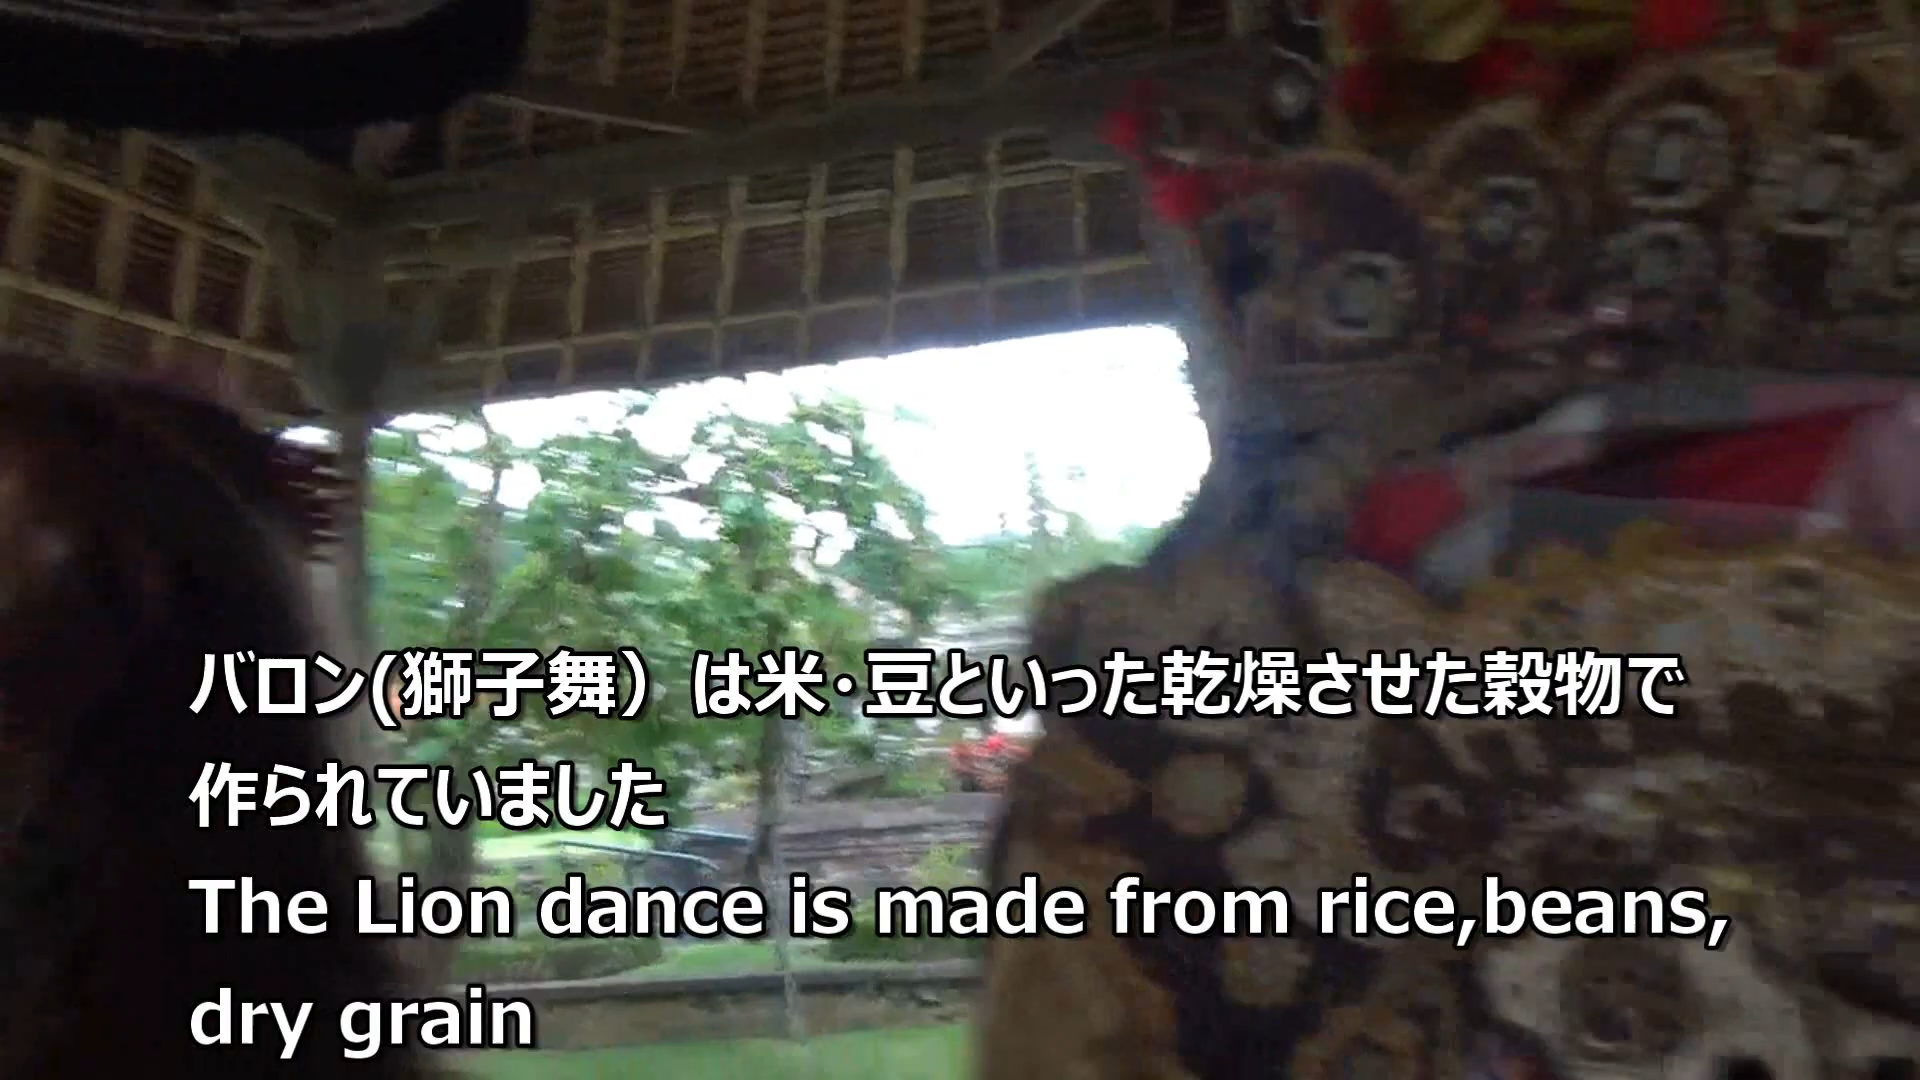 バロン(獅子舞）は米・豆といった乾燥させた穀物で
作られていました
The Lion dance is made from rice,beans,
dry grain